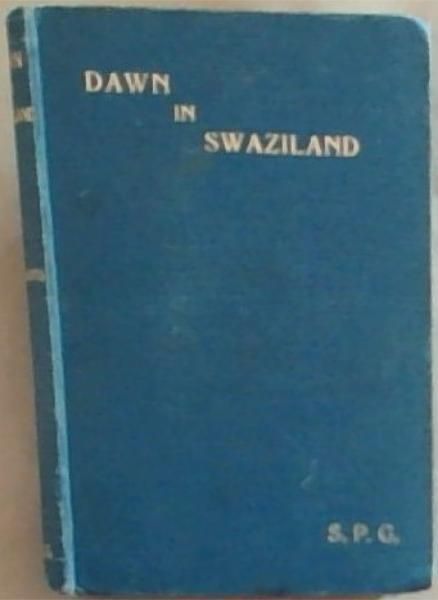 DAWN
IN
SWAZILAND
S. P. G.